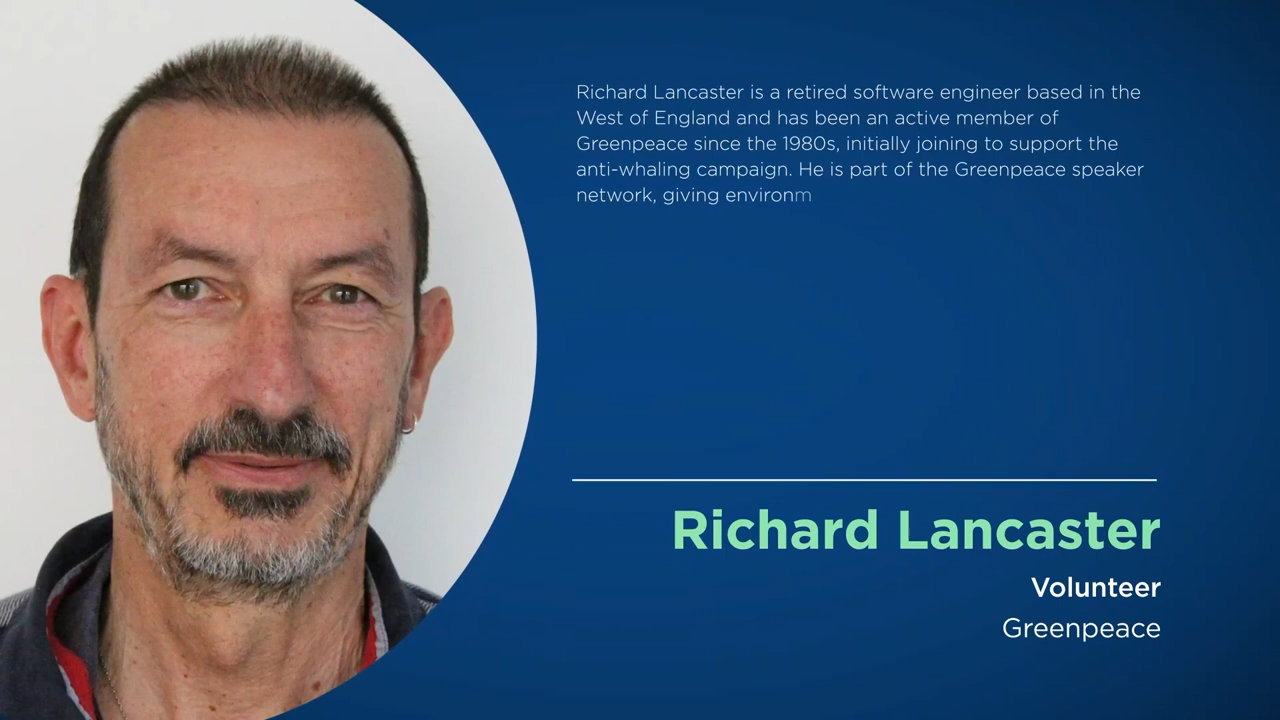 Richard Lancaster is a retired software engineer based in the
West of England and has been an active member of
Greenpeace since the 1980s, initially joining to support the
anti-whaling campaign. He is part of the Greenpeace speaker
network, giving environm
Richard Lancaster
Volunteer
Greenpeace